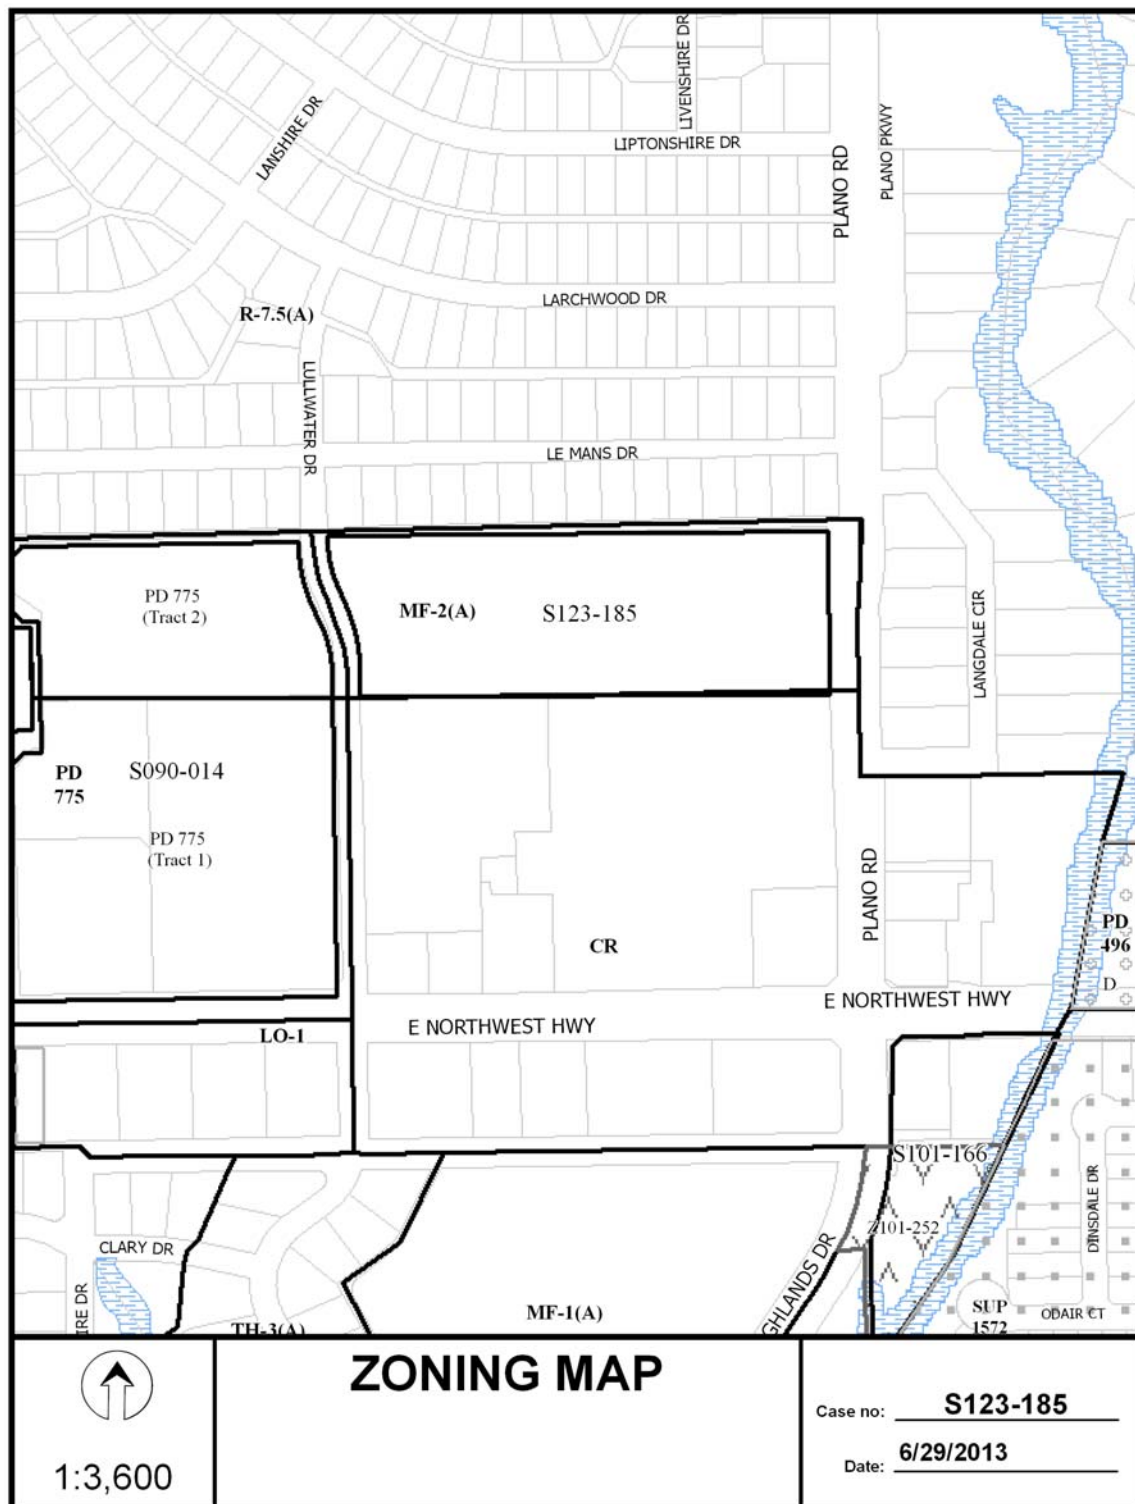 LIVENSHIRE DR
LANSHIRE DR
LIPTONSHIRE DR
PLANO RD
PLANO PKWY
LARCHWOOD DR
R-7.5(A)
LULLWATER DR
LE MANS DR
PD 775
(Tract 2)
MF-2(A)
S123-185
LANGDALE CIR
PD
775
S090-014
PD 775
(Tract 1)
PLANO RD
CR
PD
496
D
E NORTHWEST HWY
E NORTHWEST HWY
LO-1
S101-166
Z101-252
DINSDALE DR
CLARY DR
IRE DR
TH-3(A)
MF-1(A)
GHLANDS DR
SUP
1572
ODAIR CT
ZONING MAP
1:3,600
Case no: S123-185
Date: 6/29/2013